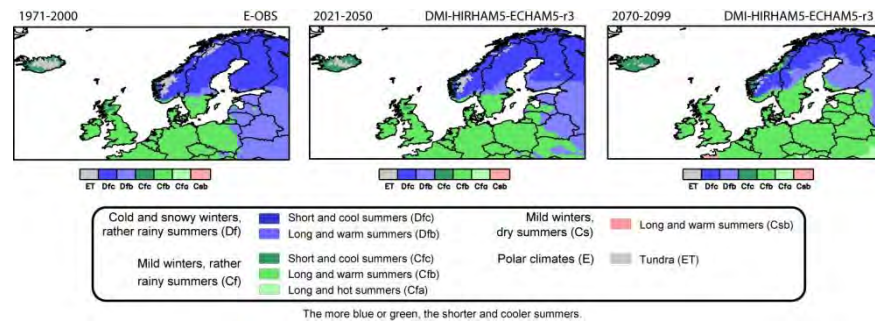 1971-2000 E-OBS
2021-2050 DMI-HIRHAM5-ECHAM5-r3
2070-2099 DMI-HIRHAM5-ECHAM5-r3
ET Dfc Dfb Cfc Cfb Cfa Csb
ET Dfc Dfb Cfc Cfb Cfa Csb
ET Dfc Dfb Cfc Cfb Cfa Csb
Cold and snowy winters,
rather rainy summers (Df)
Short and cool summers (Dfc)
Long and warm summers (Dfb)
Mild winters, rather
rainy summers (Cf)
Short and cool summers (Cfc)
Long and warm summers (Cfb)
Long and hot summers (Cfa)
Mild winters,
dry summers (Cs)
Long and warm summers (Csb)
Polar climates (E)
Tundra (ET)
The more blue or green, the shorter and cooler summers.